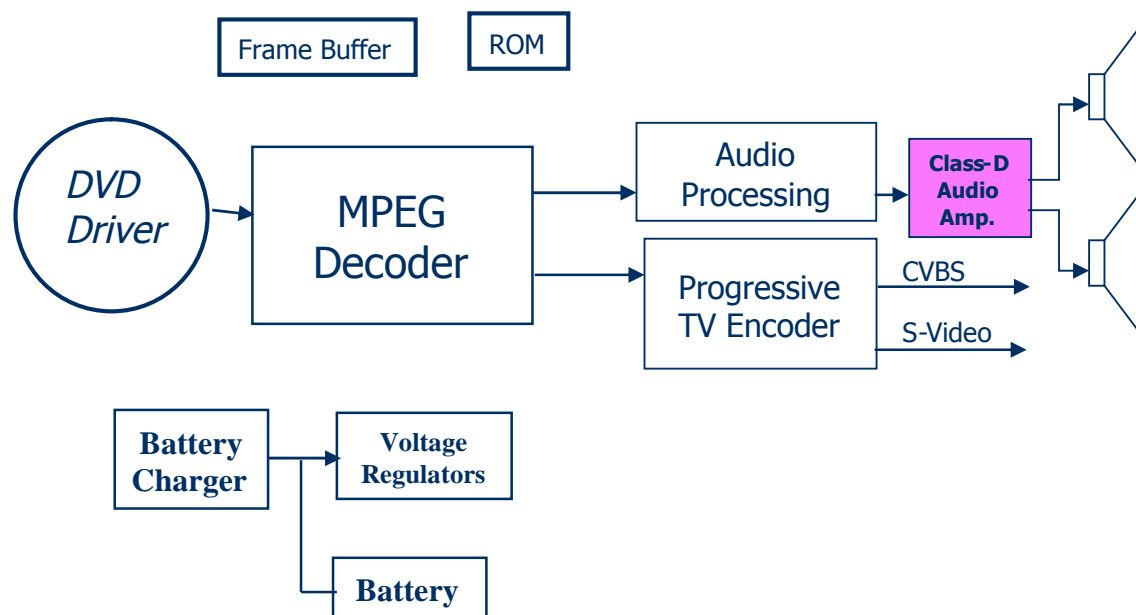 Frame Buffer
ROM
DVD
Driver
MPEG
Decoder
Audio
Processing
Class-D
Audio
Amp.
Progressive
TV Encoder
CVBS
S-Video
Battery
Charger
Voltage
Regulators
Battery